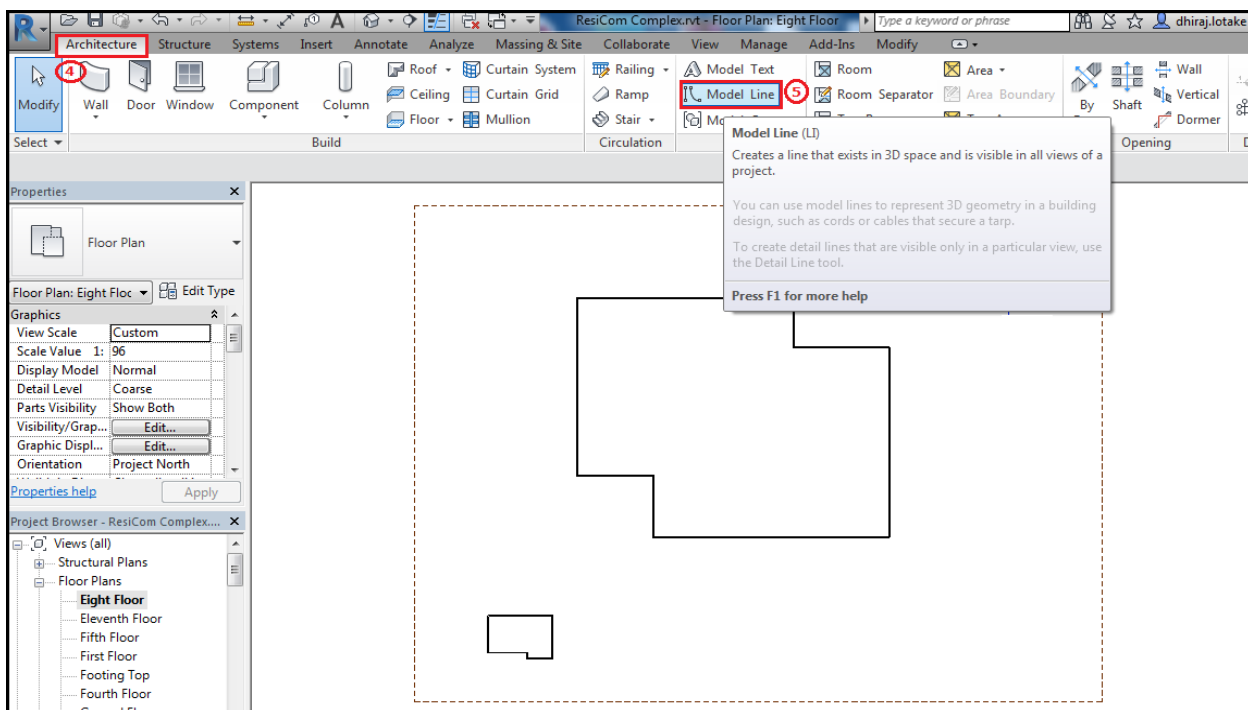 ResiCom Complex.rvt - Floor Plan: Eight Floor
Type a keyword or phrase
dhiraj.lotake
Architecture Structure Systems Insert Annotate Analyze Massing & Site Collaborate View Manage Add-Ins Modify
4
Modify
Wall
Door
Window
Component
Column
Roof
Ceiling
Floor
Curtain System
Curtain Grid
Mullion
Railing
Ramp
Stair
Model Text
Model Line
5
Room
Room Separator
Area
Area Boundary
By
Shaft
Wall
Vertical
Dormer
Select
Build
Circulation
Opening
Model Line (LI)
Creates a line that exists in 3D space and is visible in all views of a
project.
You can use model lines to represent 3D geometry in a building
design, such as cords or cables that secure a tarp.
To create detail lines that are visible only in a particular view, use
the Detail Line tool.
Press F1 for more help
Properties
Floor Plan
Floor Plan: Eight Floc
Edit Type
Graphics
View Scale Custom
Scale Value 1: 96
Display Model Normal
Detail Level Coarse
Parts Visibility Show Both
Visibility/Grap... Edit...
Graphic Displ... Edit...
Orientation Project North
Properties help
Apply
Project Browser - ResiCom Complex....
Views (all)
Structural Plans
Floor Plans
Eight Floor
Eleventh Floor
Fifth Floor
First Floor
Footing Top
Fourth Floor